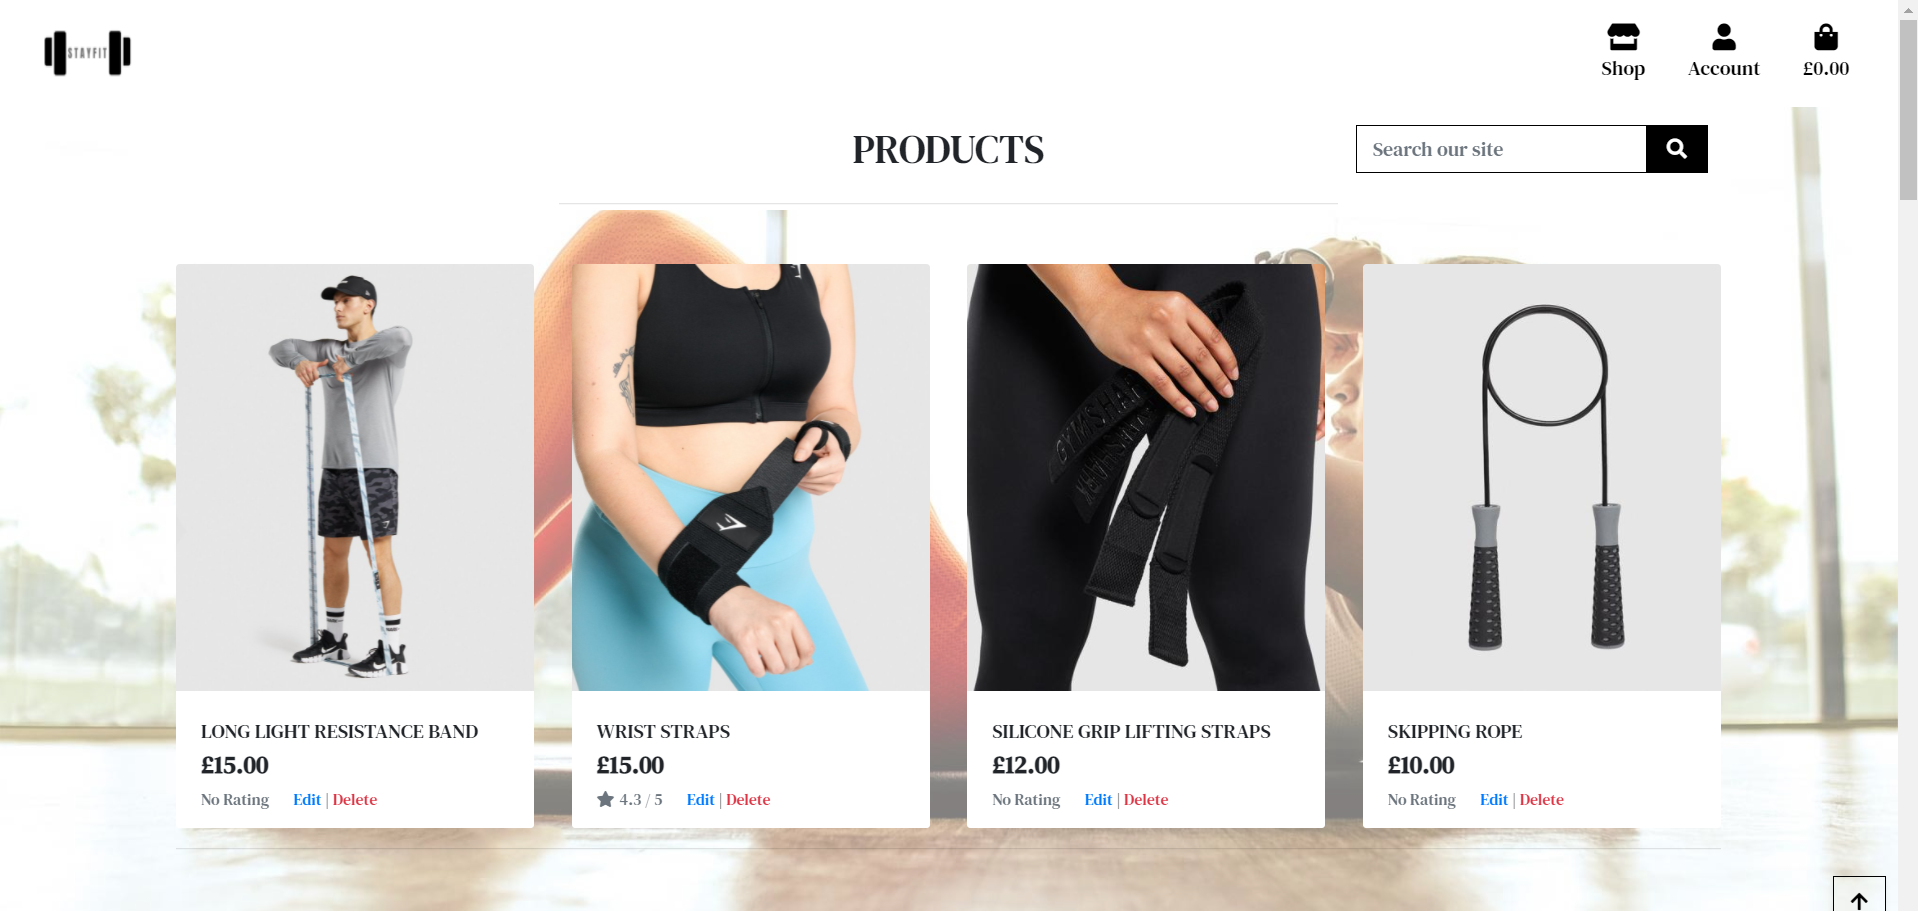 STAYFIT
Shop
Account
£0.00
PRODUCTS
Search our site
GYMSHARK
LONG LIGHT RESISTANCE BAND
£15.00
No Rating Edit | Delete
WRIST STRAPS
£15.00
4.3 / 5 Edit | Delete
SILICONE GRIP LIFTING STRAPS
£12.00
No Rating Edit | Delete
SKIPPING ROPE
£10.00
No Rating Edit | Delete